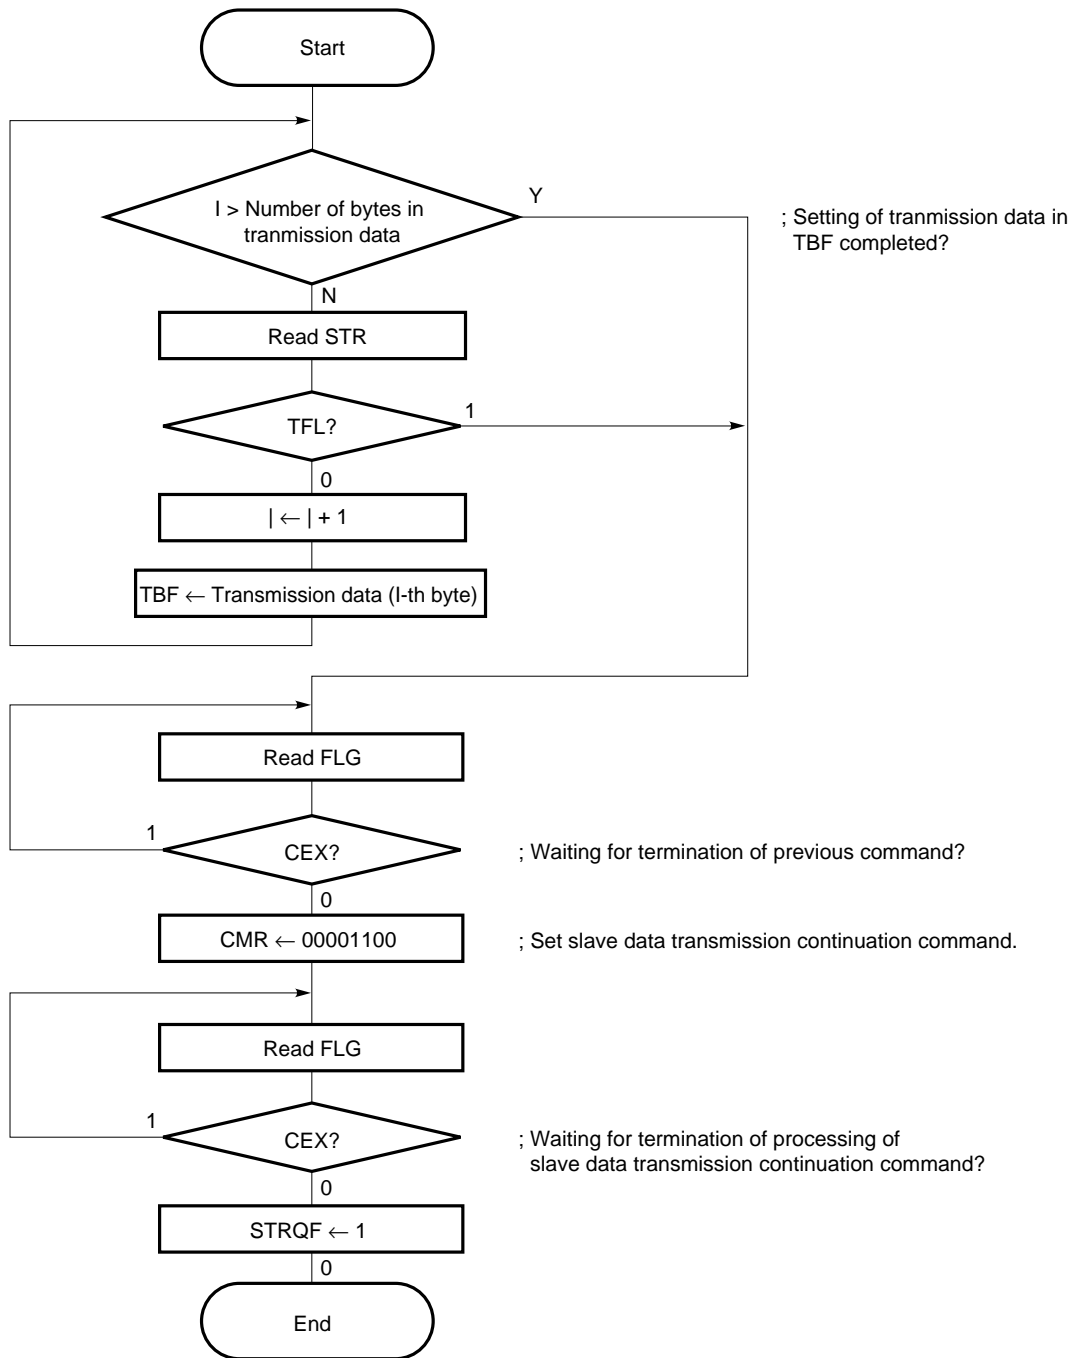 Start
I > Number of bytes in
tranmission data
Y
; Setting of tranmission data in
TBF completed?
N
Read STR
TFL?
1
0
| ← | + 1
TBF ← Transmission data (I-th byte)
Read FLG
1
CEX?
; Waiting for termination of previous command?
0
CMR ← 00001100
; Set slave data transmission continuation command.
Read FLG
1
CEX?
; Waiting for termination of processing of
slave data transmission continuation command?
0
STRQF ← 1
0
End